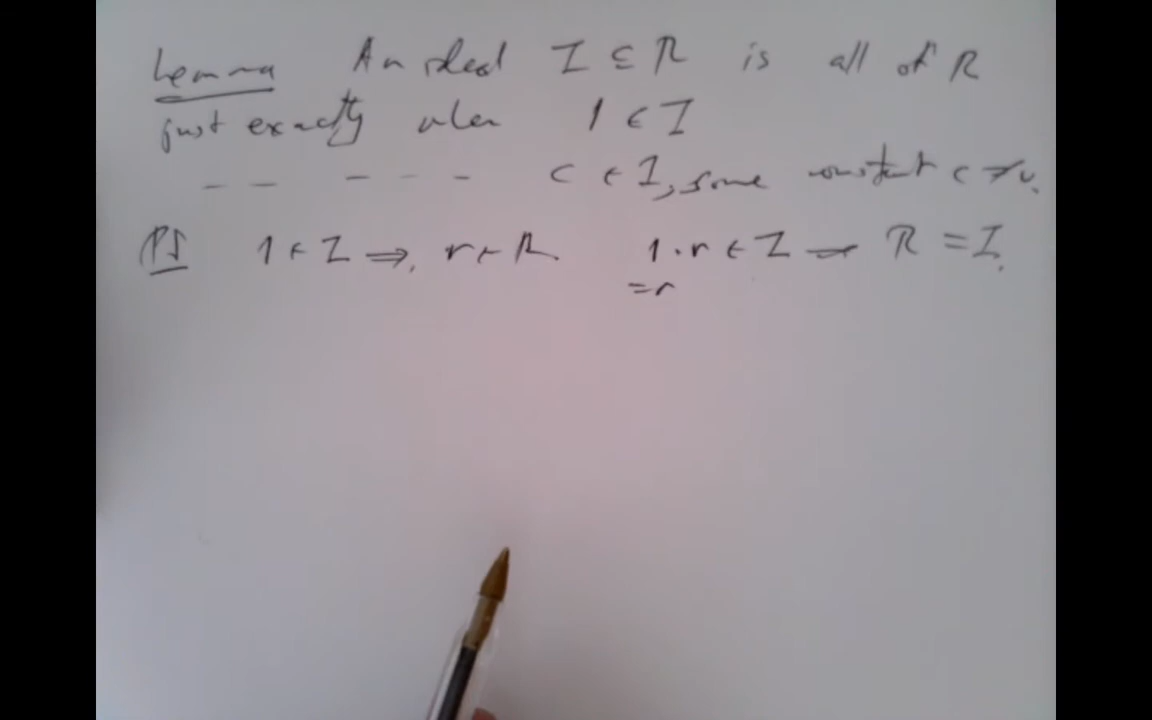 Lemma An ideal I ⊆ R is all of R
just exactly when 1 ∈ I
-- -- - - - c ∈ I, some constant c ≠ 0.
Pf 1 ∈ I ⇒, r ∈ R. 1·r ∈ I → R = I.
=r